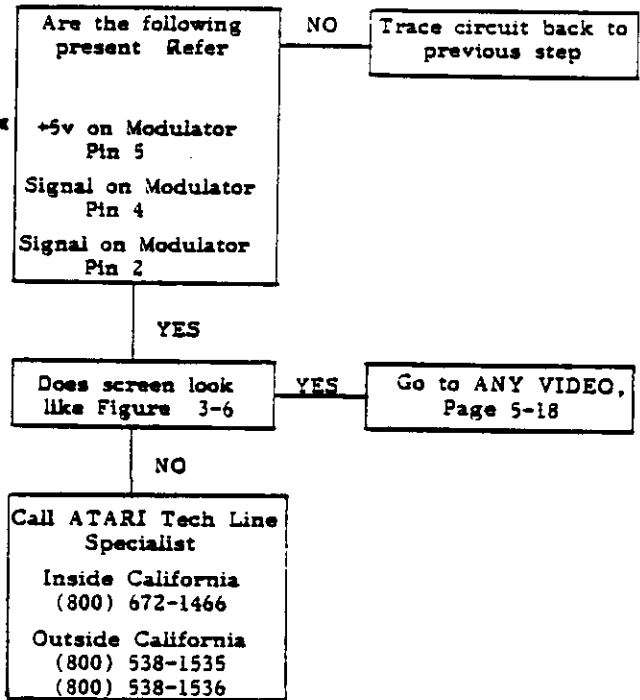 Are the following
present Refer
+5v on Modulator
Pin 5
Signal on Modulator
Pin 4
Signal on Modulator
Pin 2
NO
Trace circuit back to
previous step
YES
Does screen look
like Figure 3-6
YES
Go to ANY VIDEO,
Page 5-18
NO
Call ATARI Tech Line
Specialist
Inside California
(800) 672-1466
Outside California
(800) 538-1535
(800) 538-1536